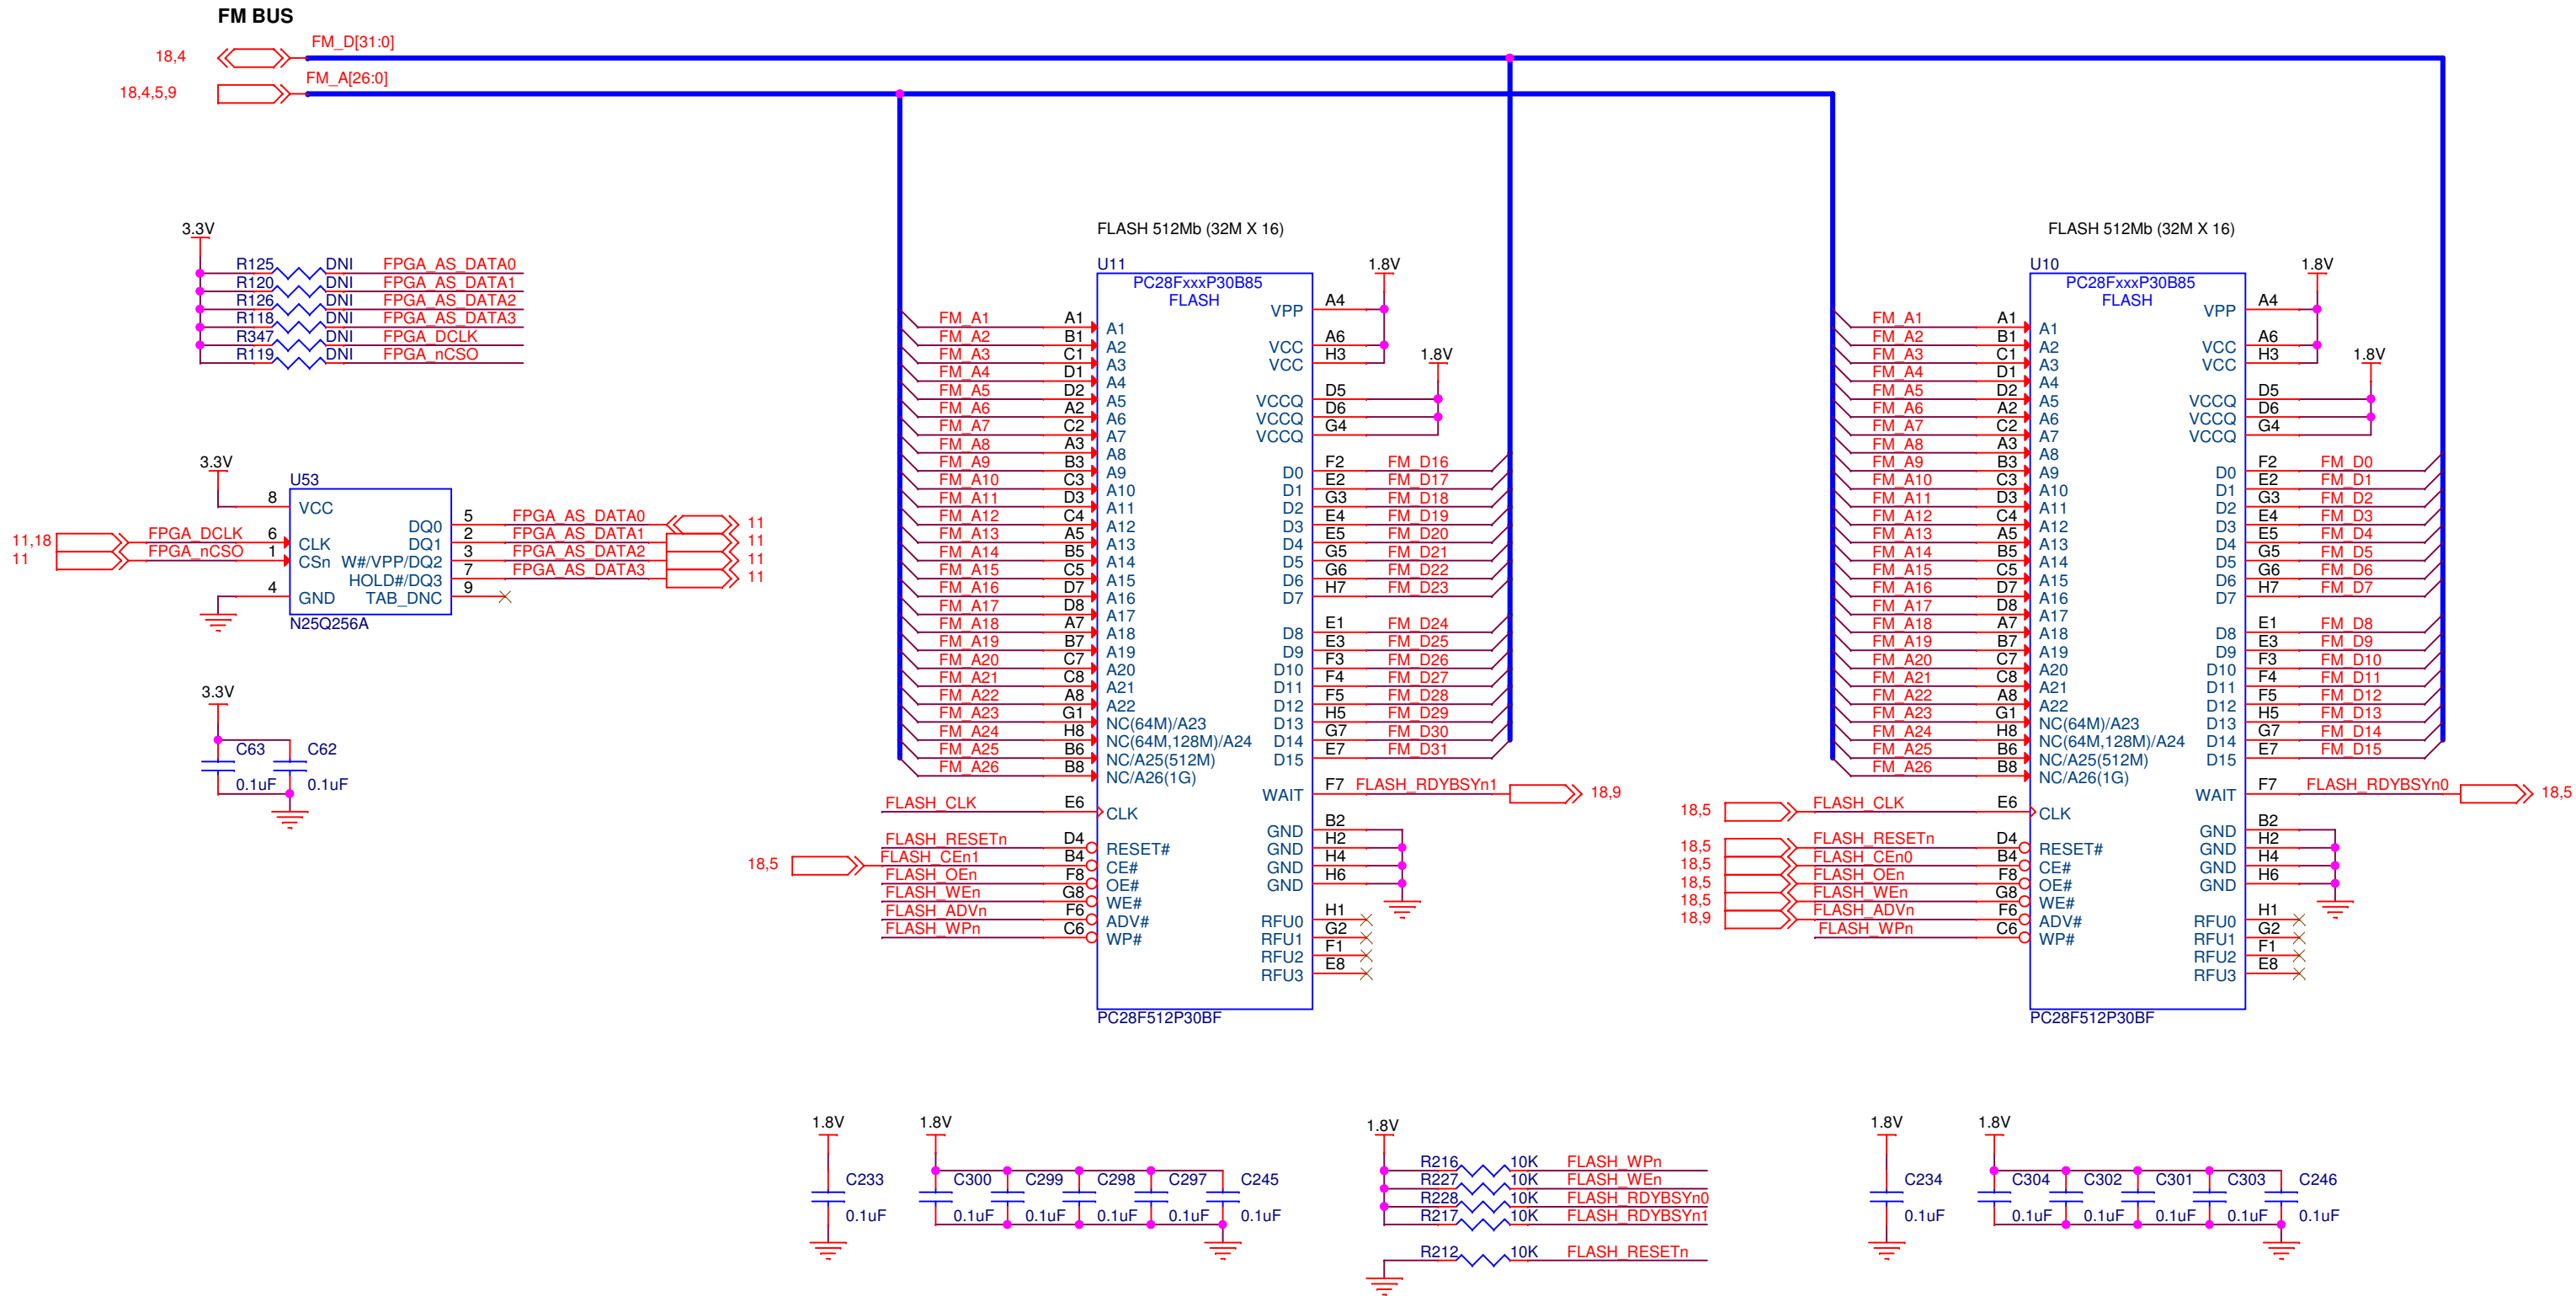 FM BUS
18,4
FM_D[31:0]
18,4,5,9
FM_A[26:0]
3.3V
R125 DNI FPGA_AS_DATA0
R120 DNI FPGA_AS_DATA1
R126 DNI FPGA_AS_DATA2
R118 DNI FPGA_AS_DATA3
R347 DNI FPGA_DCLK
R119 DNI FPGA_nCSO
3.3V
U53
8 VCC
11,18 FPGA_DCLK 6 CLK
11 FPGA_nCSO 1 CSn
4 GND
DQ0 5 FPGA_AS_DATA0 11
DQ1 2 FPGA_AS_DATA1 11
W#/VPP/DQ2 3 FPGA_AS_DATA2 11
HOLD#/DQ3 7 FPGA_AS_DATA3 11
TAB_DNC 9
N25Q256A
3.3V
C63 C62
0.1uF 0.1uF
FLASH 512Mb (32M X 16)
U11
PC28FxxxP30B85
FLASH
FM_A1 A1 A1
FM_A2 B1 A2
FM_A3 C1 A3
FM_A4 D1 A4
FM_A5 D2 A5
FM_A6 A2 A6
FM_A7 C2 A7
FM_A8 A3 A8
FM_A9 B3 A9
FM_A10 C3 A10
FM_A11 D3 A11
FM_A12 C4 A12
FM_A13 A5 A13
FM_A14 B5 A14
FM_A15 C5 A15
FM_A16 D7 A16
FM_A17 D8 A17
FM_A18 A7 A18
FM_A19 B7 A19
FM_A20 C7 A20
FM_A21 C8 A21
FM_A22 A8 A22
FM_A23 G1 NC(64M)/A23
FM_A24 H8 NC(64M,128M)/A24
FM_A25 B6 NC/A25(512M)
FM_A26 B8 NC/A26(1G)
FLASH_CLK E6 CLK
FLASH_RESETn D4 RESET#
18,5 FLASH_CEn1 B4 CE#
FLASH_OEn F8 OE#
FLASH_WEn G8 WE#
FLASH_ADVn F6 ADV#
FLASH_WPn C6 WP#
1.8V
VPP A4
VCC A6
VCC H3
1.8V
VCCQ D5
VCCQ D6
VCCQ G4
D0 F2 FM_D16
D1 E2 FM_D17
D2 G3 FM_D18
D3 E4 FM_D19
D4 E5 FM_D20
D5 G5 FM_D21
D6 G6 FM_D22
D7 H7 FM_D23
D8 E1 FM_D24
D9 E3 FM_D25
D10 F3 FM_D26
D11 F4 FM_D27
D12 F5 FM_D28
D13 H5 FM_D29
D14 G7 FM_D30
D15 E7 FM_D31
WAIT F7 FLASH_RDYBSYn1 18,9
GND B2
GND H2
GND H4
GND H6
RFU0 H1
RFU1 G2
RFU2 F1
RFU3 E8
PC28F512P30BF
FLASH 512Mb (32M X 16)
U10
PC28FxxxP30B85
FLASH
FM_A1 A1 A1
FM_A2 B1 A2
FM_A3 C1 A3
FM_A4 D1 A4
FM_A5 D2 A5
FM_A6 A2 A6
FM_A7 C2 A7
FM_A8 A3 A8
FM_A9 B3 A9
FM_A10 C3 A10
FM_A11 D3 A11
FM_A12 C4 A12
FM_A13 A5 A13
FM_A14 B5 A14
FM_A15 C5 A15
FM_A16 D7 A16
FM_A17 D8 A17
FM_A18 A7 A18
FM_A19 B7 A19
FM_A20 C7 A20
FM_A21 C8 A21
FM_A22 A8 A22
FM_A23 G1 NC(64M)/A23
FM_A24 H8 NC(64M,128M)/A24
FM_A25 B6 NC/A25(512M)
FM_A26 B8 NC/A26(1G)
18,5 FLASH_CLK E6 CLK
18,5 FLASH_RESETn D4 RESET#
18,5 FLASH_CEn0 B4 CE#
18,5 FLASH_OEn F8 OE#
18,5 FLASH_WEn G8 WE#
18,9 FLASH_ADVn F6 ADV#
FLASH_WPn C6 WP#
1.8V
VPP A4
VCC A6
VCC H3
1.8V
VCCQ D5
VCCQ D6
VCCQ G4
D0 F2 FM_D0
D1 E2 FM_D1
D2 G3 FM_D2
D3 E4 FM_D3
D4 E5 FM_D4
D5 G5 FM_D5
D6 G6 FM_D6
D7 H7 FM_D7
D8 E1 FM_D8
D9 E3 FM_D9
D10 F3 FM_D10
D11 F4 FM_D11
D12 F5 FM_D12
D13 H5 FM_D13
D14 G7 FM_D14
D15 E7 FM_D15
WAIT F7 FLASH_RDYBSYn0 18,5
GND B2
GND H2
GND H4
GND H6
RFU0 H1
RFU1 G2
RFU2 F1
RFU3 E8
PC28F512P30BF
1.8V 1.8V
C233 C300 C299 C298 C297 C245
0.1uF 0.1uF 0.1uF 0.1uF 0.1uF 0.1uF
1.8V
R216 10K FLASH_WPn
R227 10K FLASH_WEn
R228 10K FLASH_RDYBSYn0
R217 10K FLASH_RDYBSYn1
R212 10K FLASH_RESETn
1.8V 1.8V
C234 C304 C302 C301 C303 C246
0.1uF 0.1uF 0.1uF 0.1uF 0.1uF 0.1uF